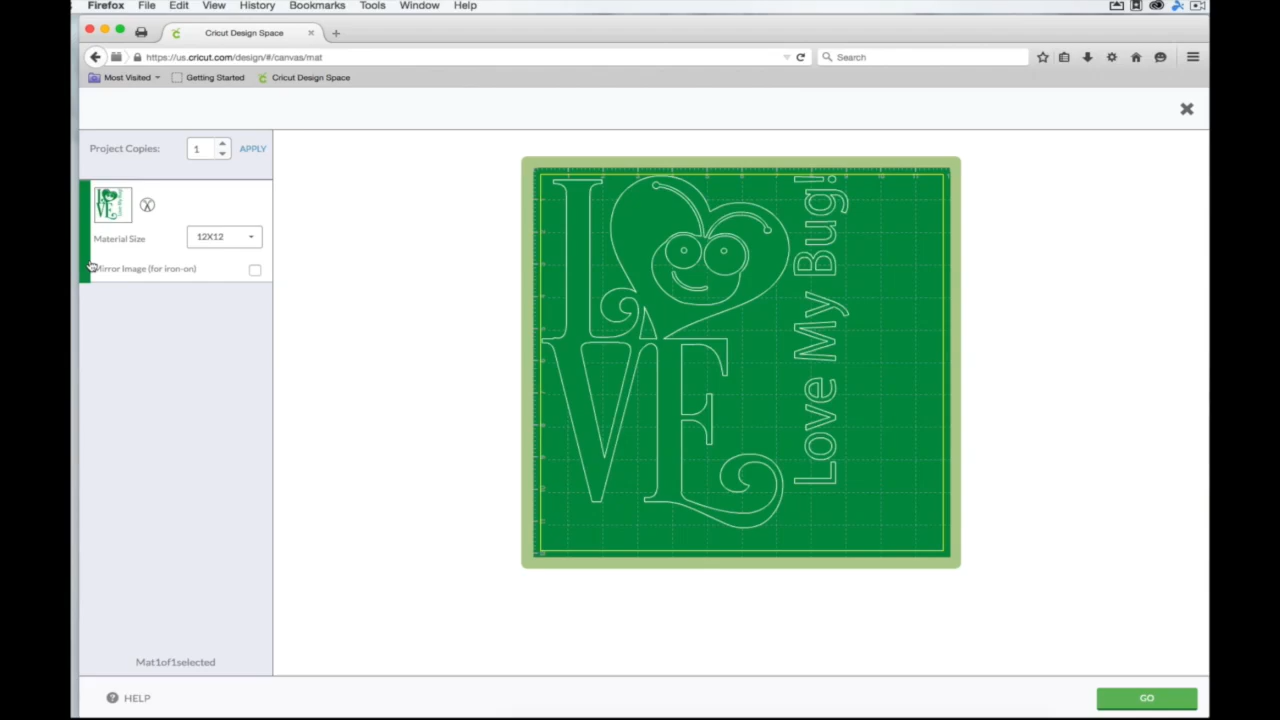 Firefox File Edit View History Bookmarks Tools Window Help
Cricut Design Space
https://us.cricut.com/design/#/canvas/mat
Search
Most Visited Getting Started Cricut Design Space
Project Copies: 1 APPLY
Material Size 12X12
Mirror Image (for iron-on)
LOVE
Love My Bug!
Mat1of1selected
HELP
GO